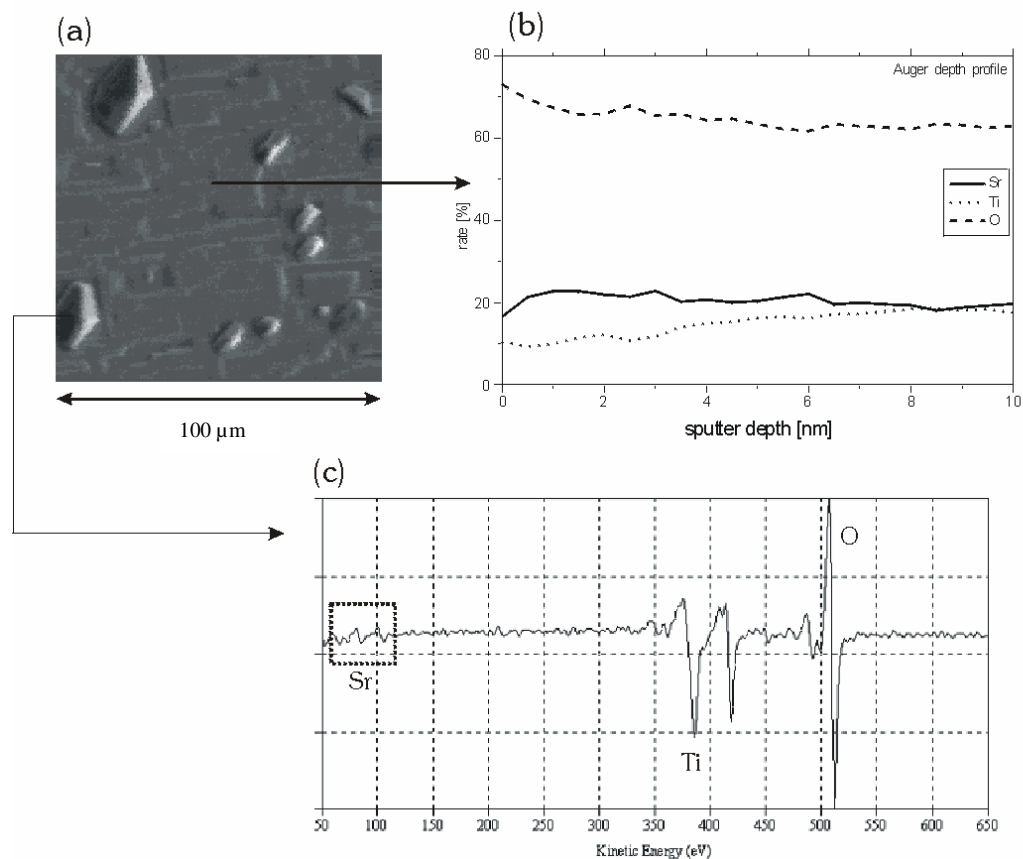 (a)
100 µm
(b)
80
60
40
20
0
rate [%]
Auger depth profile
Sr
Ti
O
0 2 4 6 8 10
sputter depth [nm]
(c)
O
Sr
Ti
50 100 150 200 250 300 350 400 450 500 550 600 650
Kinetic Energy (eV)